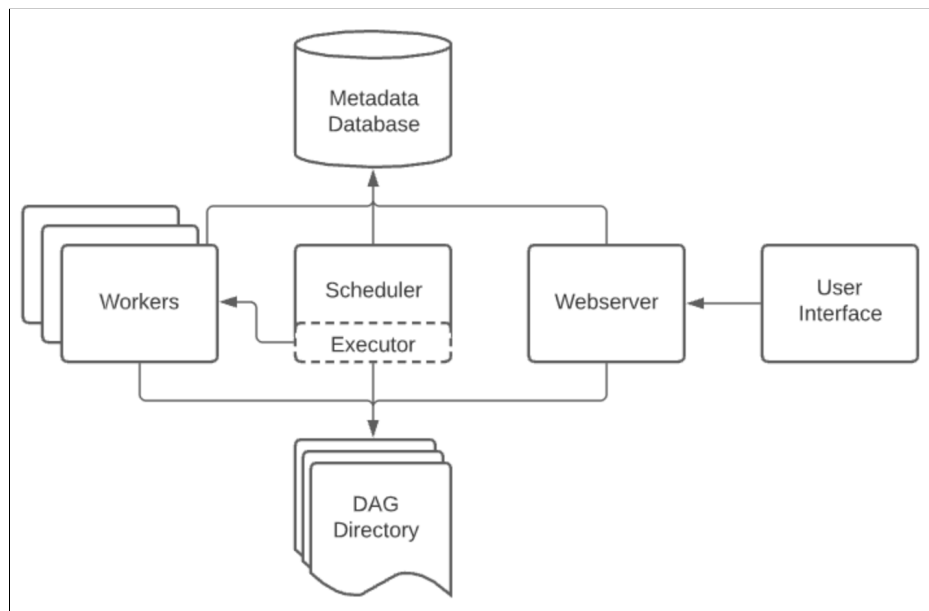 Metadata
Database
Workers
Scheduler
Executor
Webserver
User
Interface
DAG
Directory